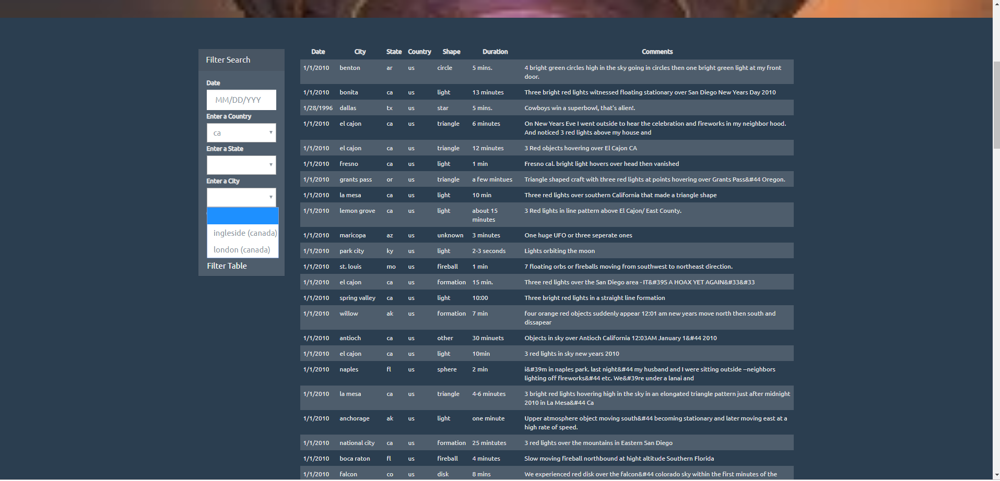 Filter Search
Date
MM/DD/YYY
Enter a Country
ca
Enter a State
Enter a City
ingleside (canada)
london (canada)
Filter Table
Date City State Country Shape Duration Comments
1/1/2010 benton ar us circle 5 mins. 4 bright green circles high in the sky going in circles then one bright green light at my front
door.
1/1/2010 bonita ca us light 13 minutes Three bright red lights witnessed floating stationary over San Diego New Years Day 2010
1/28/1996 dallas tx us star 5 mins. Cowboys win a superbowl, that's alien!.
1/1/2010 el cajon ca us triangle 6 minutes On New Years Eve I went outside to hear the celebration and fireworks in my neighbor hood.
And noticed 3 red lights above my house and
1/1/2010 el cajon ca us triangle 12 minutes 3 Red objects hovering over El Cajon CA
1/1/2010 fresno ca us light 1 min Fresno cal. bright light hovers over head then vanished
1/1/2010 grants pass or us triangle a few mintues Triangle shaped craft with three red lights at points hovering over Grants Pass&#44 Oregon.
1/1/2010 la mesa ca us light 10 min Three red lights over southern California that made a triangle shape
1/1/2010 lemon grove ca us light about 15 3 Red lights in line pattern above El Cajon/ East County.
minutes
1/1/2010 maricopa az us unknown 3 minutes One huge UFO or three seperate ones
1/1/2010 park city ky us light 2-3 seconds Lights orbiting the moon
1/1/2010 st. louis mo us fireball 1 min 7 floating orbs or fireballs moving from southwest to northeast direction.
1/1/2010 el cajon ca us formation 15 min. Three red lights over the San Diego area - IT&#39S A HOAX YET AGAIN&#33&#33
1/1/2010 spring valley ca us light 10:00 Three bright red lights in a straight line formation
1/1/2010 willow ak us formation 7 min four orange red objects suddenly appear 12:01 am new years move north then south and
dissapear
1/1/2010 antioch ca us other 30 minuets Objects in sky over Antioch California 12:03AM January 1&#44 2010
1/1/2010 el cajon ca us light 10min 3 red lights in sky new years 2010
1/1/2010 naples fl us sphere 2 min i&#39m in naples park. last night&#44 my husband and I were sitting outside --neighbors
lighting off fireworks&#44 etc. We&#39re under a lanai and
1/1/2010 la mesa ca us triangle 4-6 minutes 3 bright red lights hovering high in the sky in an elongated triangle pattern just after midnight
2010 in La Mesa&#44 Ca
1/1/2010 anchorage ak us light one minute Upper atmosphere object moving south&#44 becoming stationary and later moving east at a
high rate of speed.
1/1/2010 national city ca us formation 25 mintutes 3 red lights over the mountains in Eastern San Diego
1/1/2010 boca raton fl us fireball 4 minutes Slow moving fireball northbound at hight altitude Southern Florida
1/1/2010 falcon co us disk 8 mins We experienced red disk over the falcon&#44 colorado sky within the first minutes of the